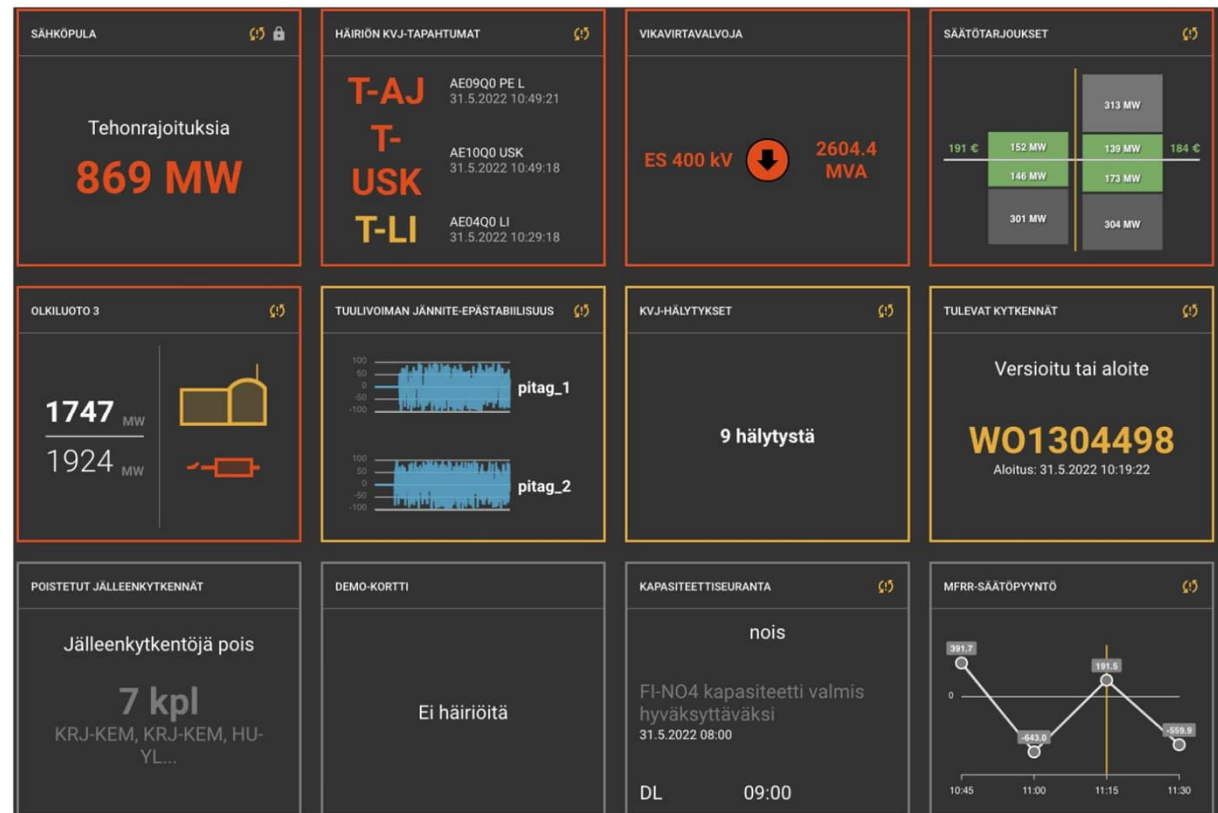 SÄHKÖPULA
Tehonrajoituksia
869 MW
HÄIRIÖN KVJ-TAPAHTUMAT
T-AJ
AE09Q0 PE L
31.5.2022 10:49:21
T-
USK
AE10Q0 USK
31.5.2022 10:49:18
T-LI
AE04Q0 LI
31.5.2022 10:29:18
VIKAVIRTAVALVOJA
ES 400 kV
2604.4
MVA
SÄÄTÖTARJOUKSET
313 MW
191 €
152 MW
139 MW
184 €
146 MW
173 MW
301 MW
304 MW
OLKILUOTO 3
1747 MW
1924 MW
TUULIVOIMAN JÄNNITE-EPÄSTABIILISUUS
100
50
0
-50
-100
pitag_1
100
50
0
-50
-100
pitag_2
KVJ-HÄLYTYKSET
9 hälytystä
TULEVAT KYTKENNÄT
Versioitu tai aloite
WO1304498
Aloitus: 31.5.2022 10:19:22
POISTETUT JÄLLEENKYTKENNÄT
Jälleenkytkentöjä pois
7 kpl
KRJ-KEM, KRJ-KEM, HU-
YL...
DEMO-KORTTI
Ei häiriöitä
KAPASITEETTISEURANTA
nois
FI-NO4 kapasiteetti valmis
hyväksyttäväksi
31.5.2022 08:00
DL 09:00
MFRR-SÄÄTÖPYYNTÖ
391.7
191.5
0
-643.0
-559.9
10:45 11:00 11:15 11:30